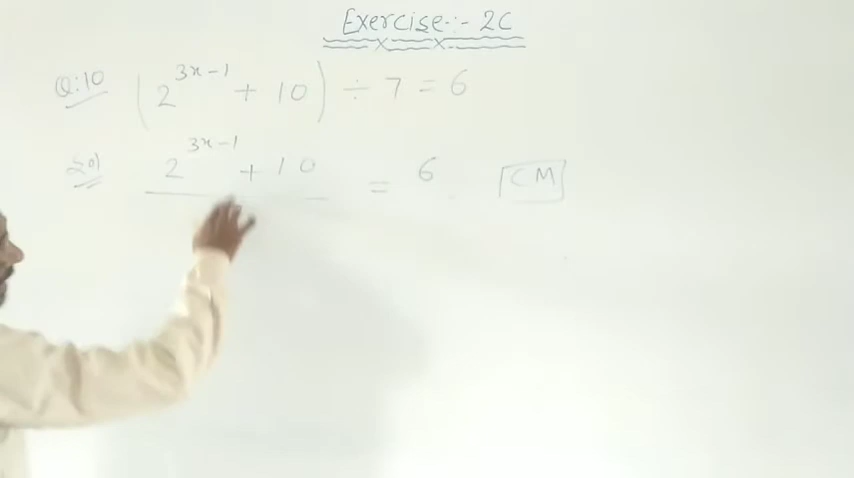 Exercise:- 2C
Q:10 (2^{3x-1} + 10) ÷ 7 = 6
Sol 2^{3x-1} + 10 = 6 CM